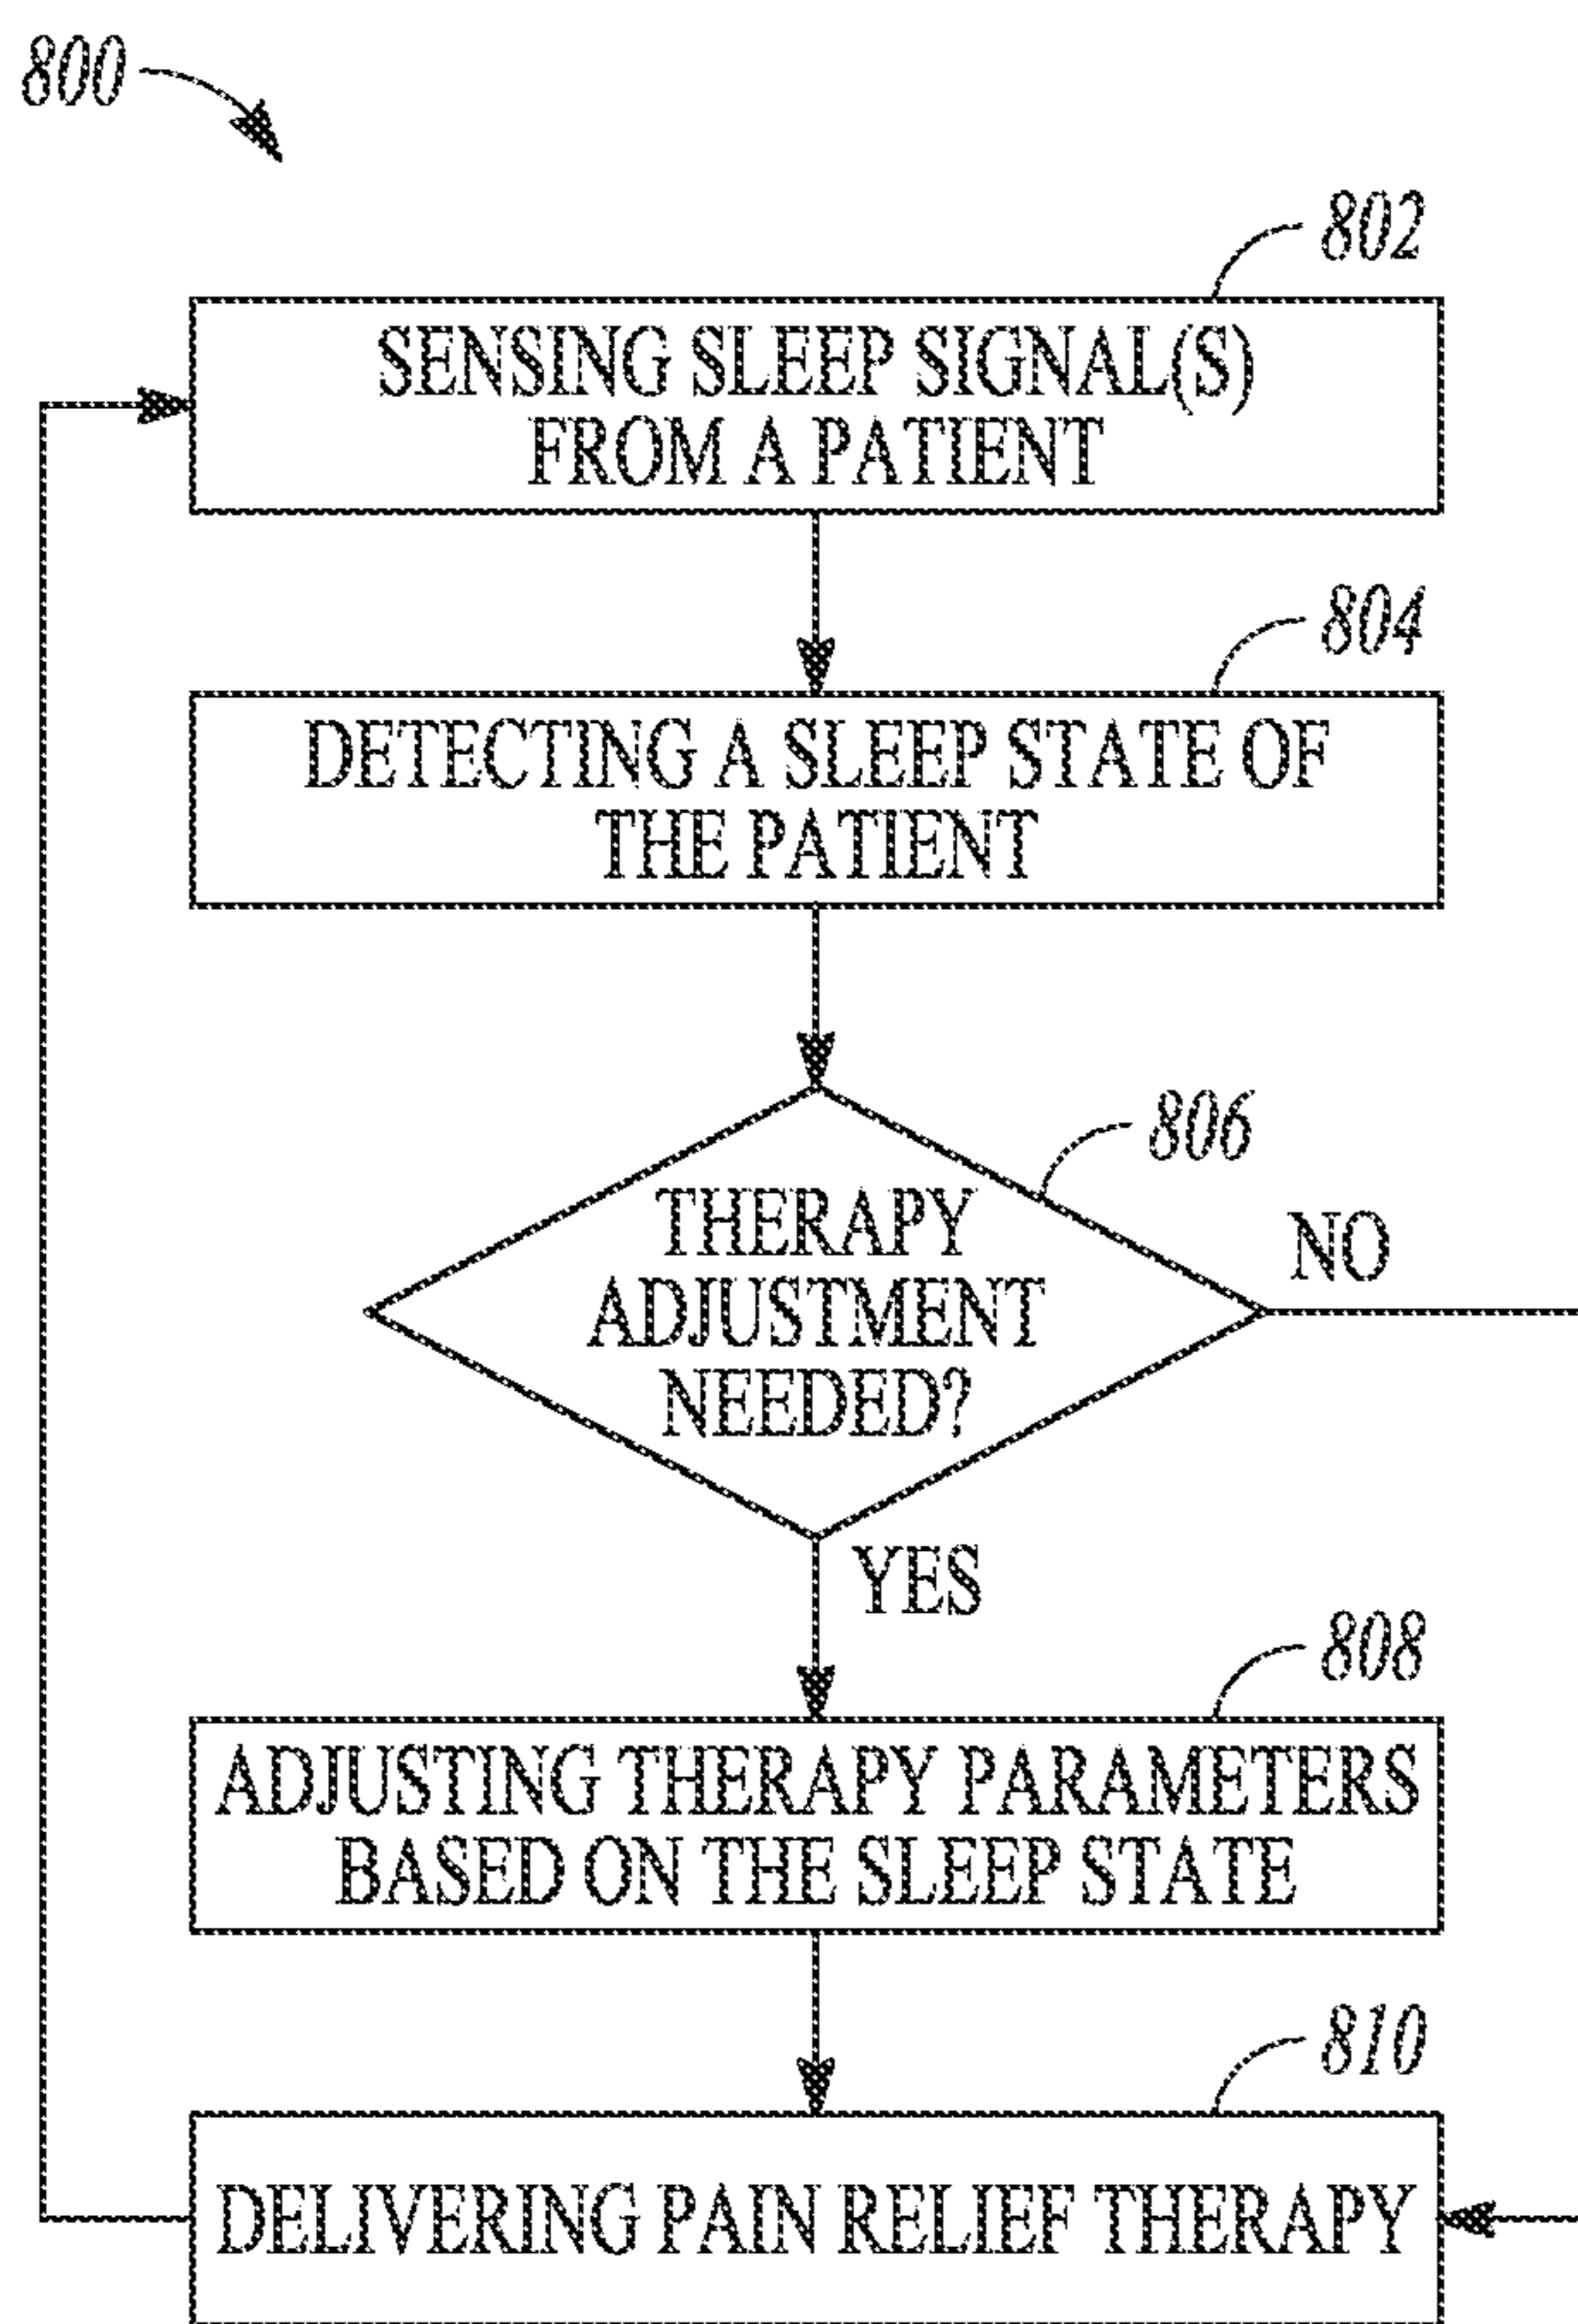 800
802
SENSING SLEEP SIGNAL(S)
FROM A PATIENT
804
DETECTING A SLEEP STATE OF
THE PATIENT
806
THERAPY
ADJUSTMENT
NEEDED?
NO
YES
808
ADJUSTING THERAPY PARAMETERS
BASED ON THE SLEEP STATE
810
DELIVERING PAIN RELIEF THERAPY